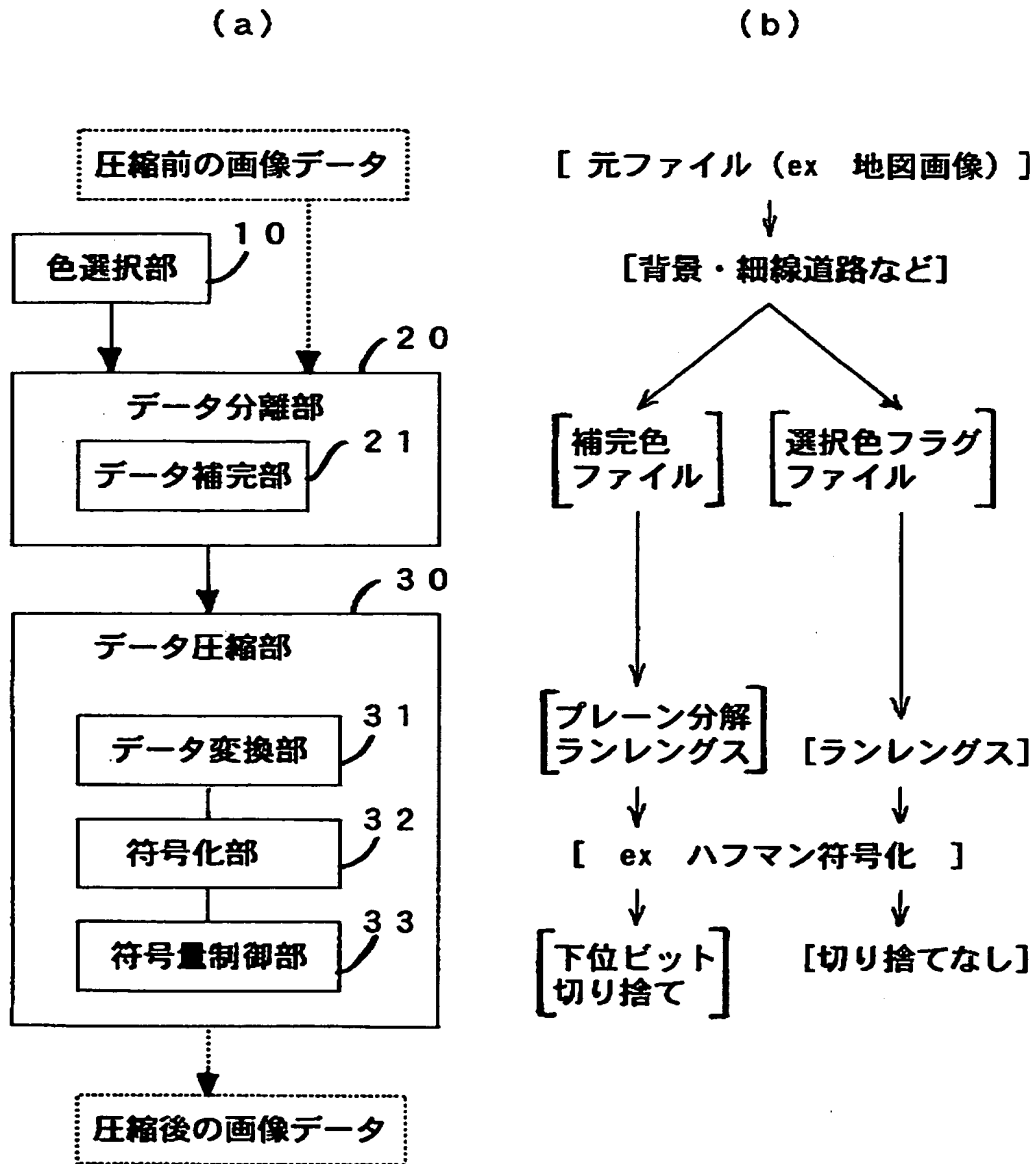 (a)
圧縮前の画像データ
10
色選択部
20
データ分離部
21
データ補完部
30
データ圧縮部
31
データ変換部
32
符号化部
33
符号量制御部
圧縮後の画像データ
(b)
[ 元ファイル (ex 地図画像) ]
[背景・細線道路など]
[補完色
ファイル]
[選択色フラグ
ファイル]
[プレーン分解
ランレングス]
[ランレングス]
[ ex ハフマン符号化 ]
[下位ビット
切り捨て]
[切り捨てなし]